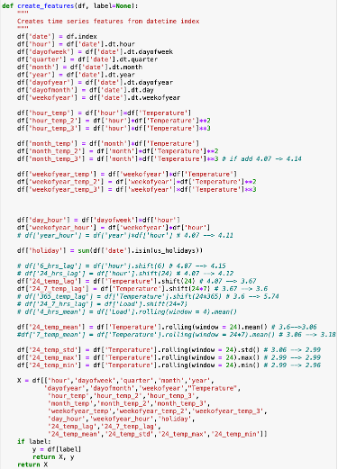 def create_features(df, label=None):
"""
Creates time series features from datetime index
"""
df['date'] = df.index
df['hour'] = df['date'].dt.hour
df['dayofweek'] = df['date'].dt.dayofweek
df['quarter'] = df['date'].dt.quarter
df['month'] = df['date'].dt.month
df['year'] = df['date'].dt.year
df['dayofyear'] = df['date'].dt.dayofyear
df['dayofmonth'] = df['date'].dt.day
df['weekofyear'] = df['date'].dt.weekofyear
df['hour_temp'] = df['hour']*df['Temperature']
df['hour_temp_2'] = df['hour']*df['Temperature']**2
df['hour_temp_3'] = df['hour']*df['Temperature']**3
df['month_temp'] = df['month']*df['Temperature']
df['month_temp_2'] = df['month']*df['Temperature']**2
df['month_temp_3'] = df['month']*df['Temperature']**3 # if add 4.07 -> 4.14
df['weekofyear_temp'] = df['weekofyear']*df['Temperature']
df['weekofyear_temp_2'] = df['weekofyear']*df['Temperature']**2
df['weekofyear_temp_3'] = df['weekofyear']*df['Temperature']**3
df['day_hour'] = df['dayofweek']*df['hour']
df['workofyear_hour'] = df['weekofyear']*df['hour']
# df['year_hour'] = df['year']*df['hour'] # 4.07 --> 4.11
df['holiday'] = sum(df['date'].isin(us_holidays))
# df['6_hrs_lag'] = df['hour'].shift(6) # 4.07 --> 4.15
# df['24_hrs_lag'] = df['hour'].shift(24) # 4.07 --> 4.12
df['24_temp_lag'] = df['Temperature'].shift(24) # 4.07 --> 3.67
df['24_7_temp_lag'] = df['Temperature'].shift(24*7) # 3.67 --> 3.6
# df['365_temp_lag'] = df['Temperature'].shift(24*365) # 3.6 --> 5.74
# df['24_7_hrs_lag'] = df['Load'].shift(24*7)
# df['4_hrs_mean'] = df['Load'].rolling(window = 4).mean()
df['24_temp_mean'] = df['Temperature'].rolling(window = 24).mean() # 3.6-->3.06
#df['7_temp_mean'] = df['Temperature'].rolling(window = 24*7).mean() # 3.06 --> 3.18
df['24_temp_std'] = df['Temperature'].rolling(window = 24).std() # 3.06 --> 2.99
df['24_temp_max'] = df['Temperature'].rolling(window = 24).max() # 2.99 --> 2.99
df['24_temp_min'] = df['Temperature'].rolling(window = 24).min() # 2.99 --> 2.98
X = df[['hour','dayofweek','quarter','month','year',
'dayofyear','dayofmonth','weekofyear',"Temperature",
'hour_temp','hour_temp_2','hour_temp_3',
'month_temp','month_temp_2','month_temp_3',
'weekofyear_temp','weekofyear_temp_2','weekofyear_temp_3',
'day_hour','weekofyear_hour','holiday',
'24_temp_lag','24_7_temp_lag',
'24_temp_mean','24_temp_std','24_temp_max','24_temp_min']]
if label:
y = df[label]
return X, y
return X